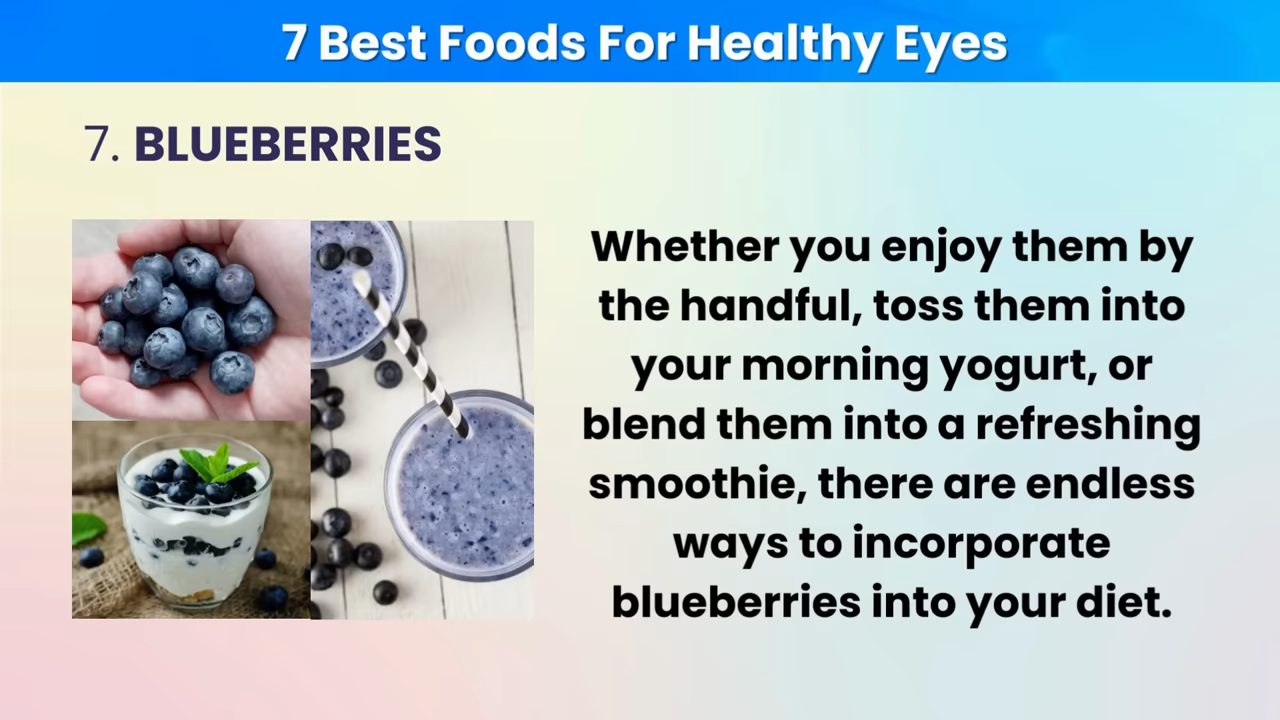 7 Best Foods For Healthy Eyes
7. BLUEBERRIES
Whether you enjoy them by
the handful, toss them into
your morning yogurt, or
blend them into a refreshing
smoothie, there are endless
ways to incorporate
blueberries into your diet.